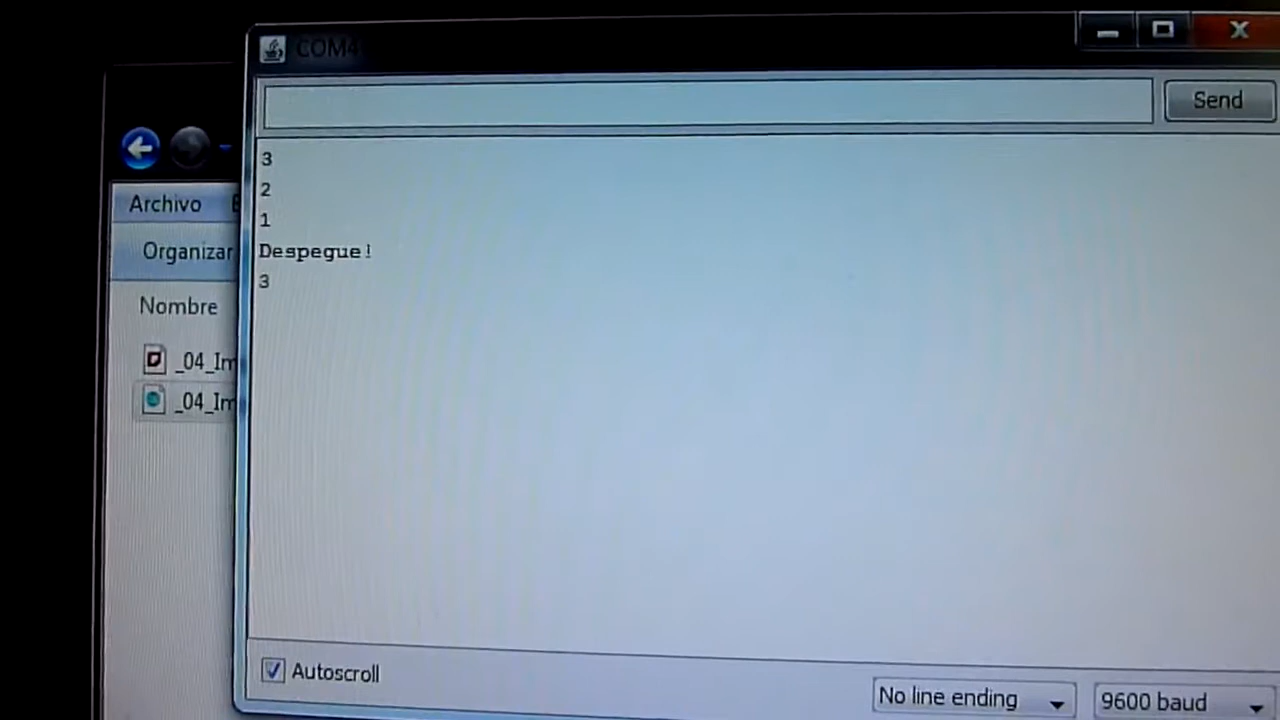 COM4
Send
3
2
1
Despegue!
3
Archivo
Organizar
Nombre
_04_Im
_04_Im
Autoscroll
No line ending
9600 baud